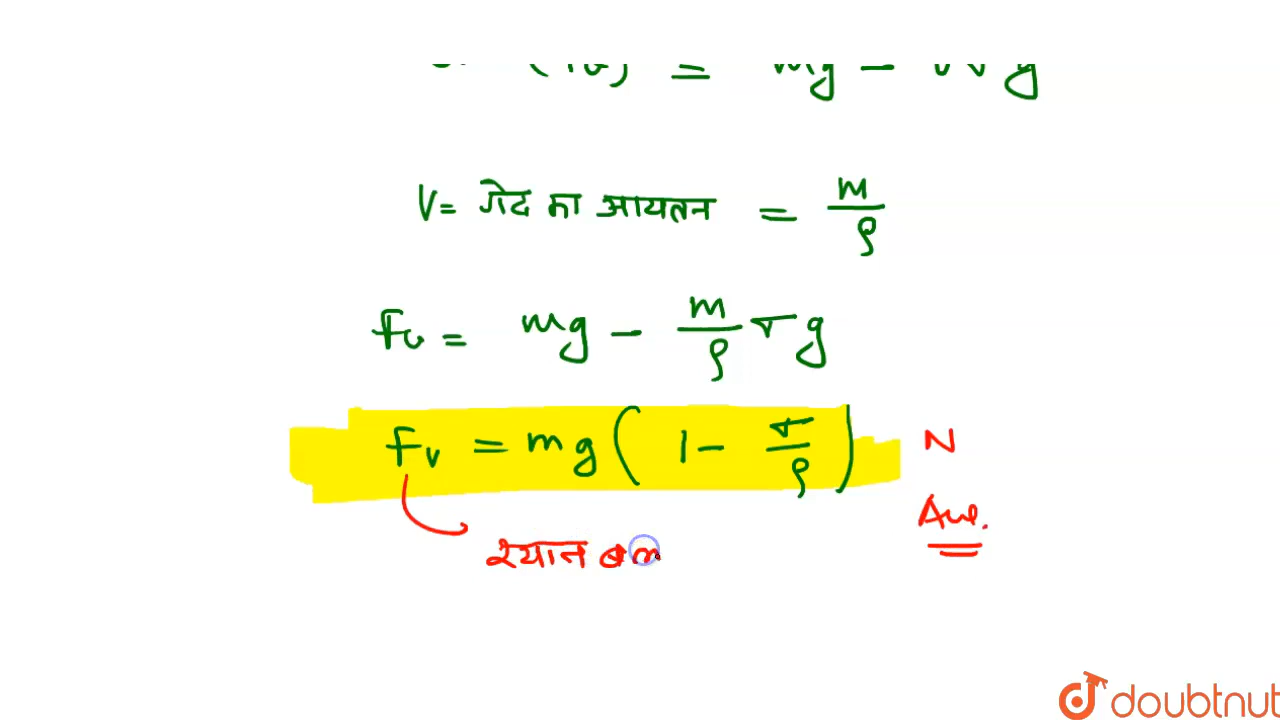 V = गेंद का आयतन = m/ρ
Fv = mg - m/ρ σ g
Fv = mg ( 1 - σ/ρ ) N
Ans.
श्यान बल
doubtnut